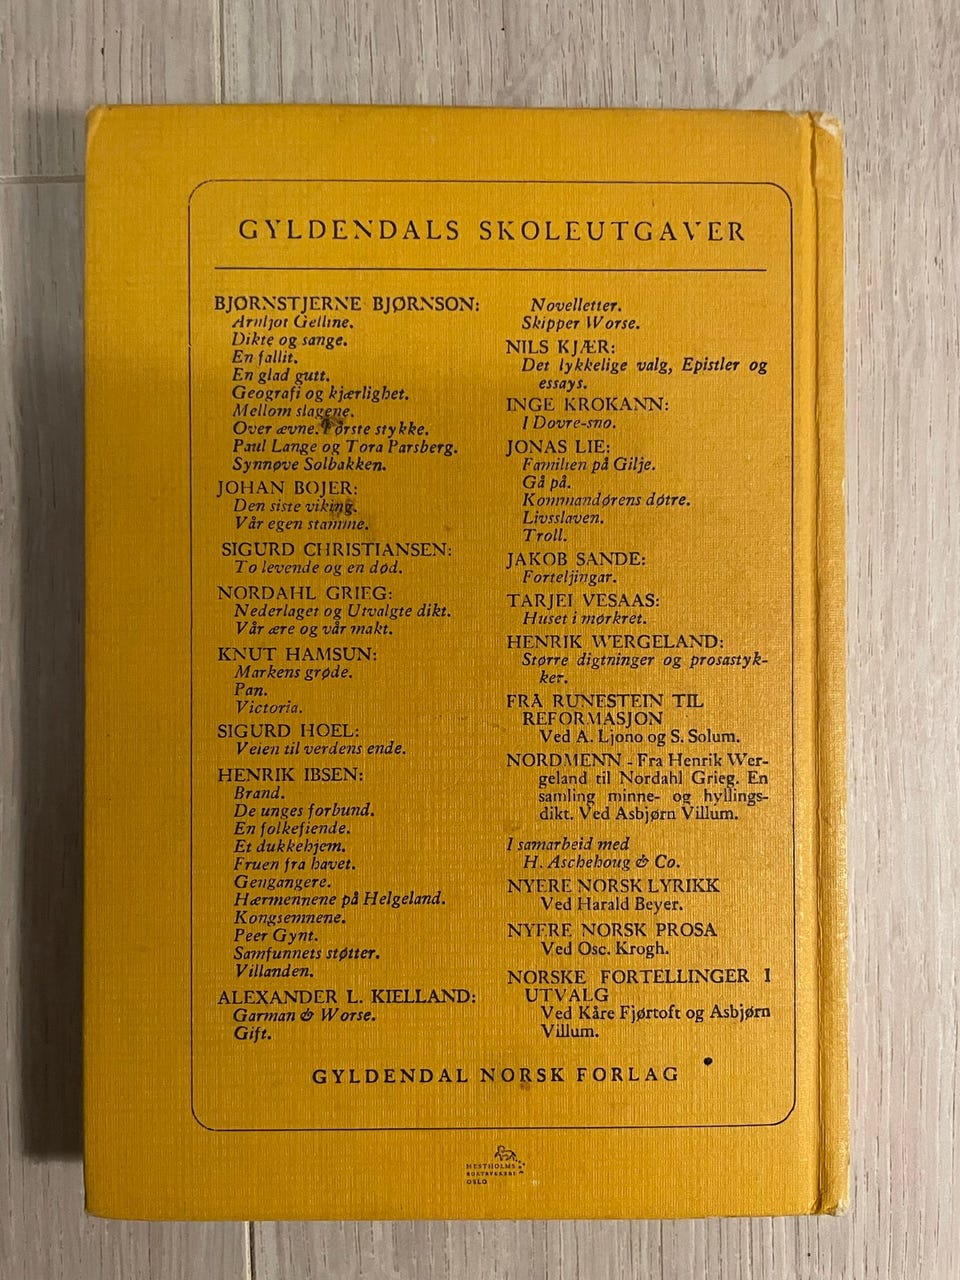 GYLDENDALS SKOLEUTGAVER
BJØRNSTJERNE BJØRNSON:
Arnljot Gelline.
Dikte og sange.
En fallit.
En glad gutt.
Geografi og kjærlighet.
Mellom slagene.
Over ævne. Første stykke.
Paul Lange og Tora Parsberg.
Synnøve Solbakken.
JOHAN BOJER:
Den siste viking.
Vår egen stamme.
SIGURD CHRISTIANSEN:
To levende og en død.
NORDAHL GRIEG:
Nederlaget og Utvalgte dikt.
Vår ære og vår makt.
KNUT HAMSUN:
Markens grøde.
Pan.
Victoria.
SIGURD HOEL:
Veien til verdens ende.
HENRIK IBSEN:
Brand.
De unges forbund.
En folkefiende.
Et dukkehjem.
Fruen fra havet.
Gengangere.
Hærmennene på Helgeland.
Kongsemnene.
Peer Gynt.
Samfunnets støtter.
Villanden.
ALEXANDER L. KIELLAND:
Garman & Worse.
Gift.
Novelletter.
Skipper Worse.
NILS KJÆR:
Det lykkelige valg, Epistler og
essays.
INGE KROKANN:
I Dovre-sno.
JONAS LIE:
Familien på Gilje.
Gå på.
Kommandørens døtre.
Livsslaven.
Troll.
JAKOB SANDE:
Forteljingar.
TARJEI VESAAS:
Huset i mørkret.
HENRIK WERGELAND:
Større digtninger og prosastyk-
ker.
FRA RUNESTEIN TIL
REFORMASJON
Ved A. Ljono og S. Solum.
NORDMENN - Fra Henrik Wer-
geland til Nordahl Grieg. En
samling minne- og hyllings-
dikt. Ved Asbjørn Villum.
I samarbeid med
H. Aschehoug & Co.
NYERE NORSK LYRIKK
Ved Harald Beyer.
NYERE NORSK PROSA
Ved Osc. Krogh.
NORSKE FORTELLINGER I
UTVALG
Ved Kåre Fjørtoft og Asbjørn
Villum.
GYLDENDAL NORSK FORLAG
HESTHOLMS
BOKTRYKKERI
OSLO